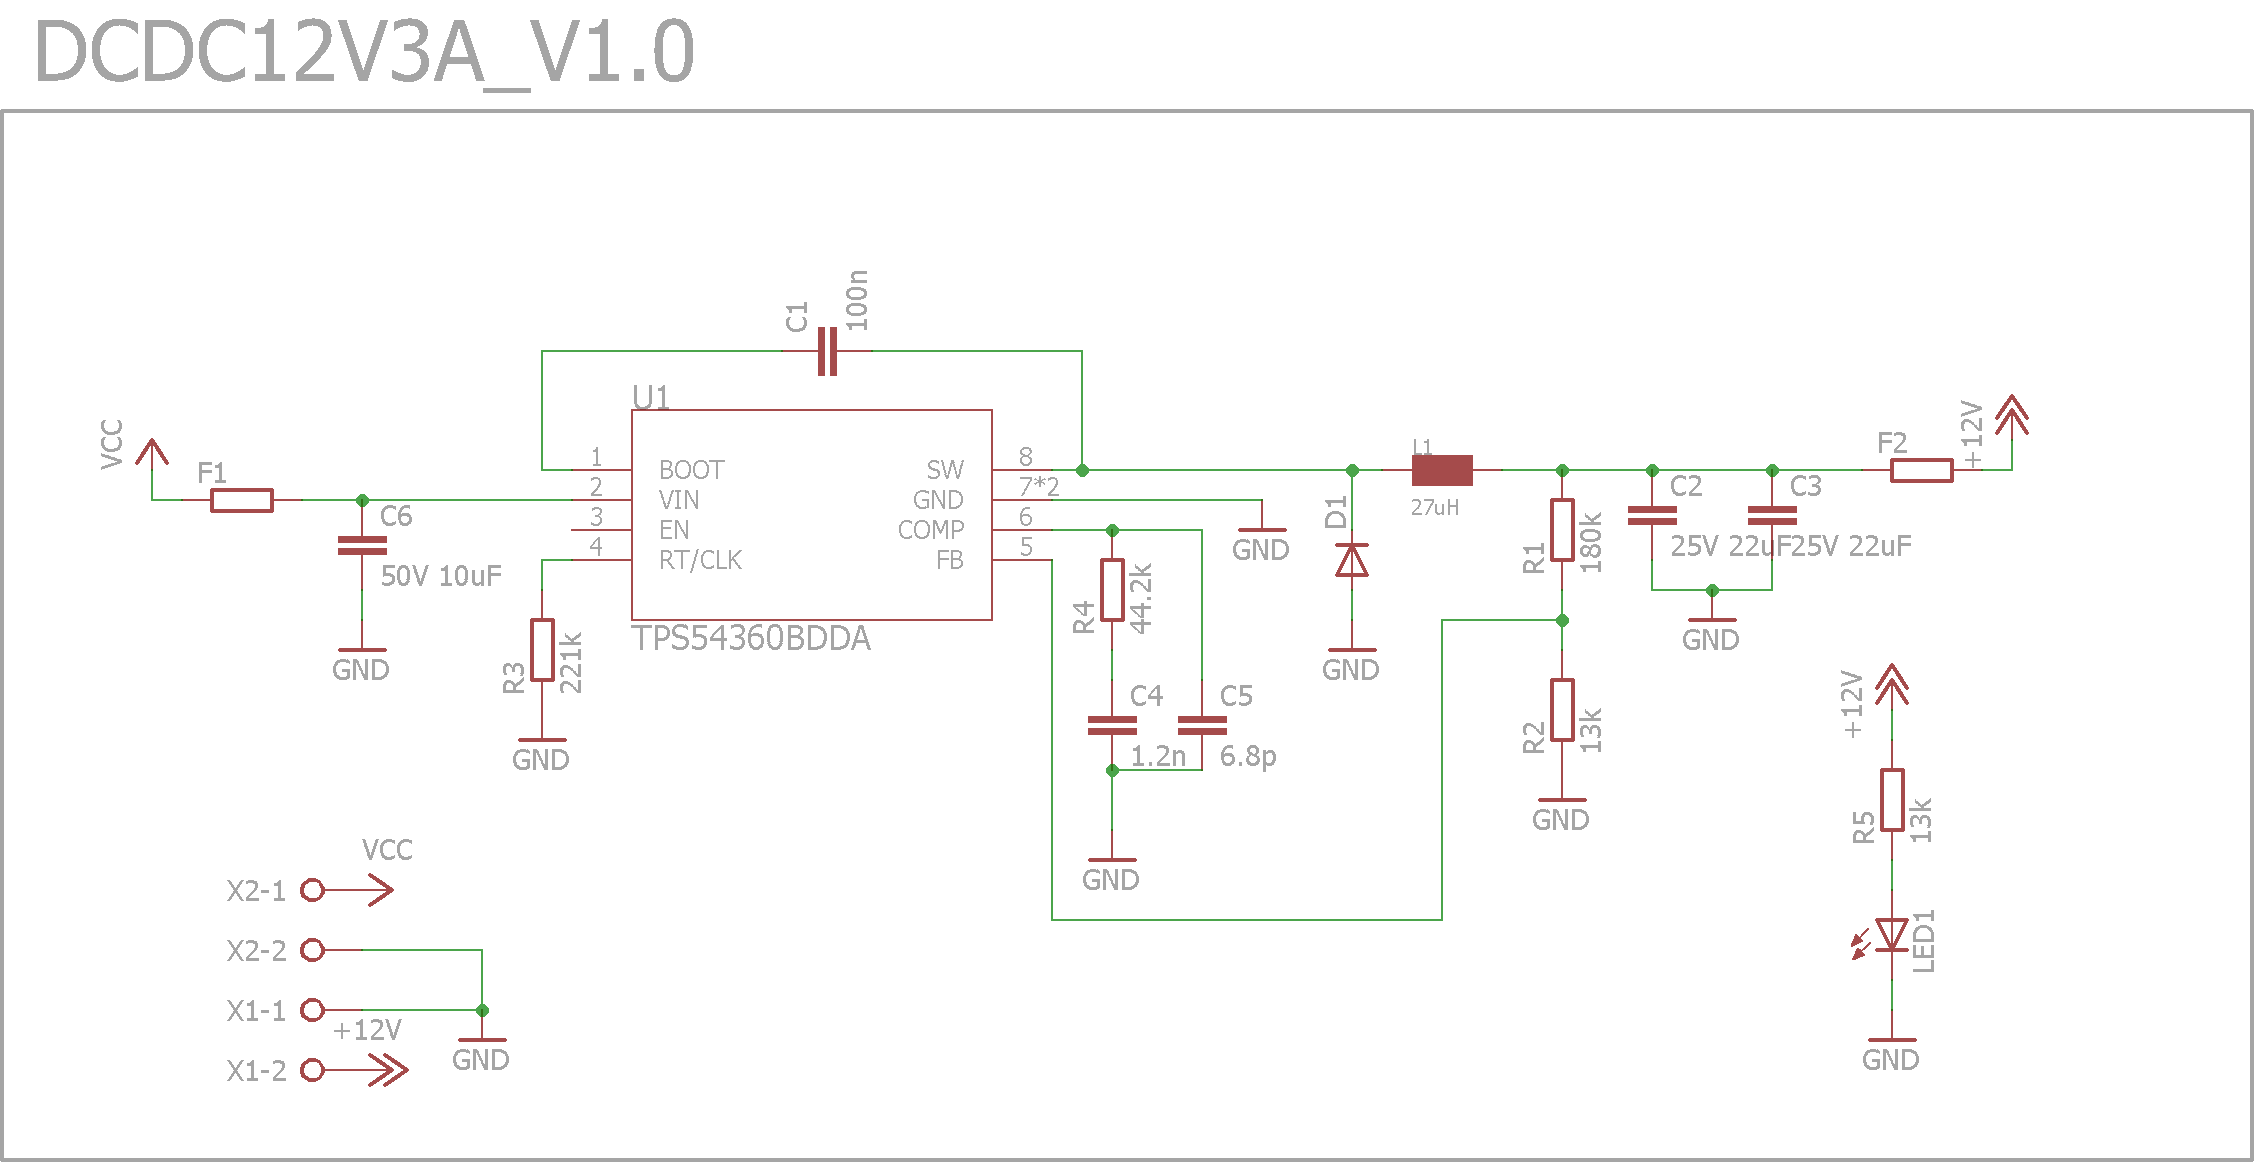 DCDC12V3A_V1.0
C1
100n
U1
VCC
F1
C6
50V 10uF
GND
1
2
3
4
BOOT
VIN
EN
RT/CLK
SW
GND
COMP
FB
8
7*2
6
5
TPS54360BDDA
R3
221k
GND
GND
R4
44.2k
C4
1.2n
C5
6.8p
GND
D1
GND
L1
27uH
R1
180k
R2
13k
GND
C2
25V 22uF
C3
25V 22uF
GND
F2
+12V
+12V
R5
13k
LED1
GND
VCC
X2-1
X2-2
X1-1
+12V
X1-2
GND